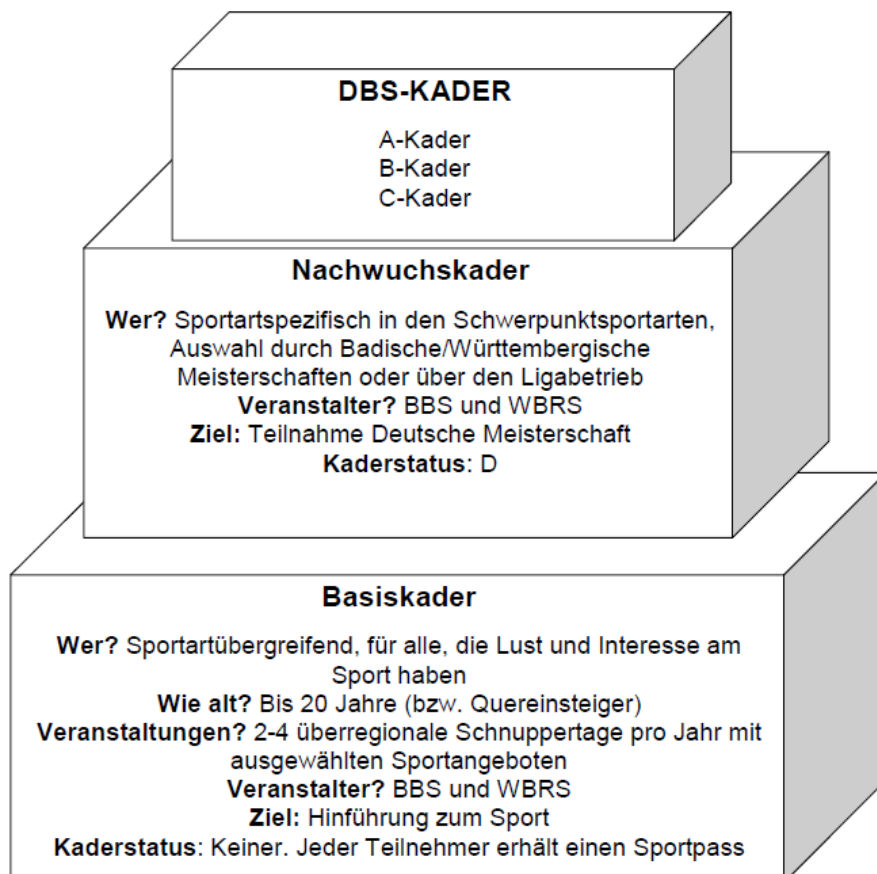 DBS-KADER
A-Kader
B-Kader
C-Kader
Nachwuchskader
Wer? Sportartspezifisch in den Schwerpunktsportarten,
Auswahl durch Badische/Württembergische
Meisterschaften oder über den Ligabetrieb
Veranstalter? BBS und WBRS
Ziel: Teilnahme Deutsche Meisterschaft
Kaderstatus: D
Basiskader
Wer? Sportartübergreifend, für alle, die Lust und Interesse am
Sport haben
Wie alt? Bis 20 Jahre (bzw. Quereinsteiger)
Veranstaltungen? 2-4 überregionale Schnuppertage pro Jahr mit
ausgewählten Sportangeboten
Veranstalter? BBS und WBRS
Ziel: Hinführung zum Sport
Kaderstatus: Keiner. Jeder Teilnehmer erhält einen Sportpass